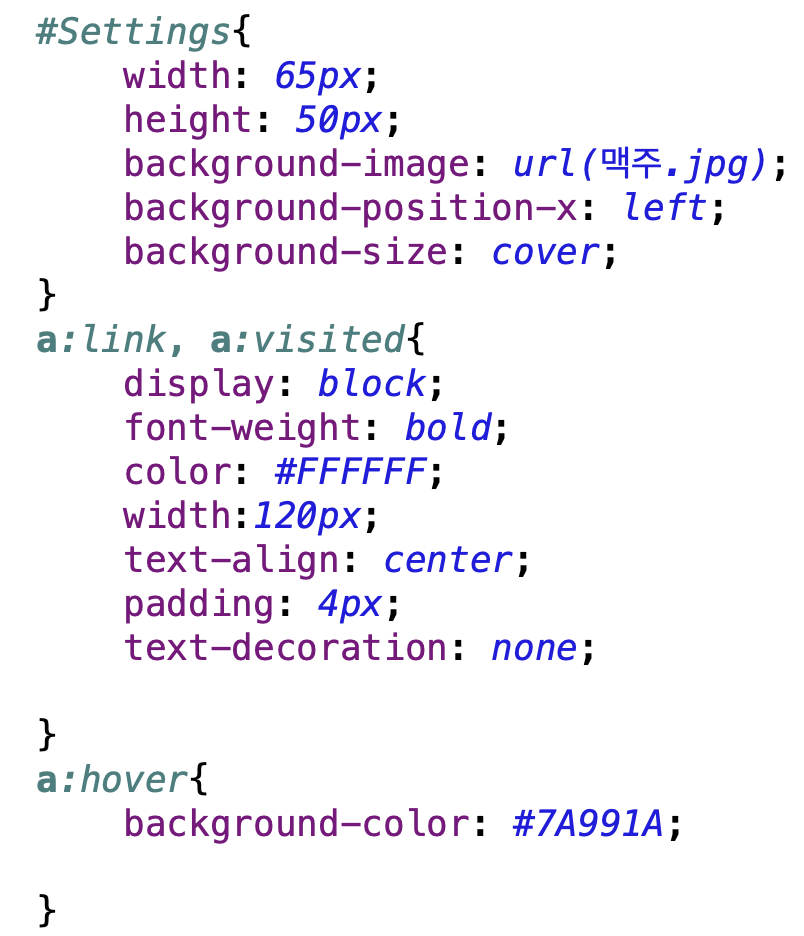 #Settings{
    width: 65px;
    height: 50px;
    background-image: url(맥주.jpg);
    background-position-x: left;
    background-size: cover;
}
a:link, a:visited{
    display: block;
    font-weight: bold;
    color: #FFFFFF;
    width:120px;
    text-align: center;
    padding: 4px;
    text-decoration: none;

}
a:hover{
    background-color: #7A991A;

}